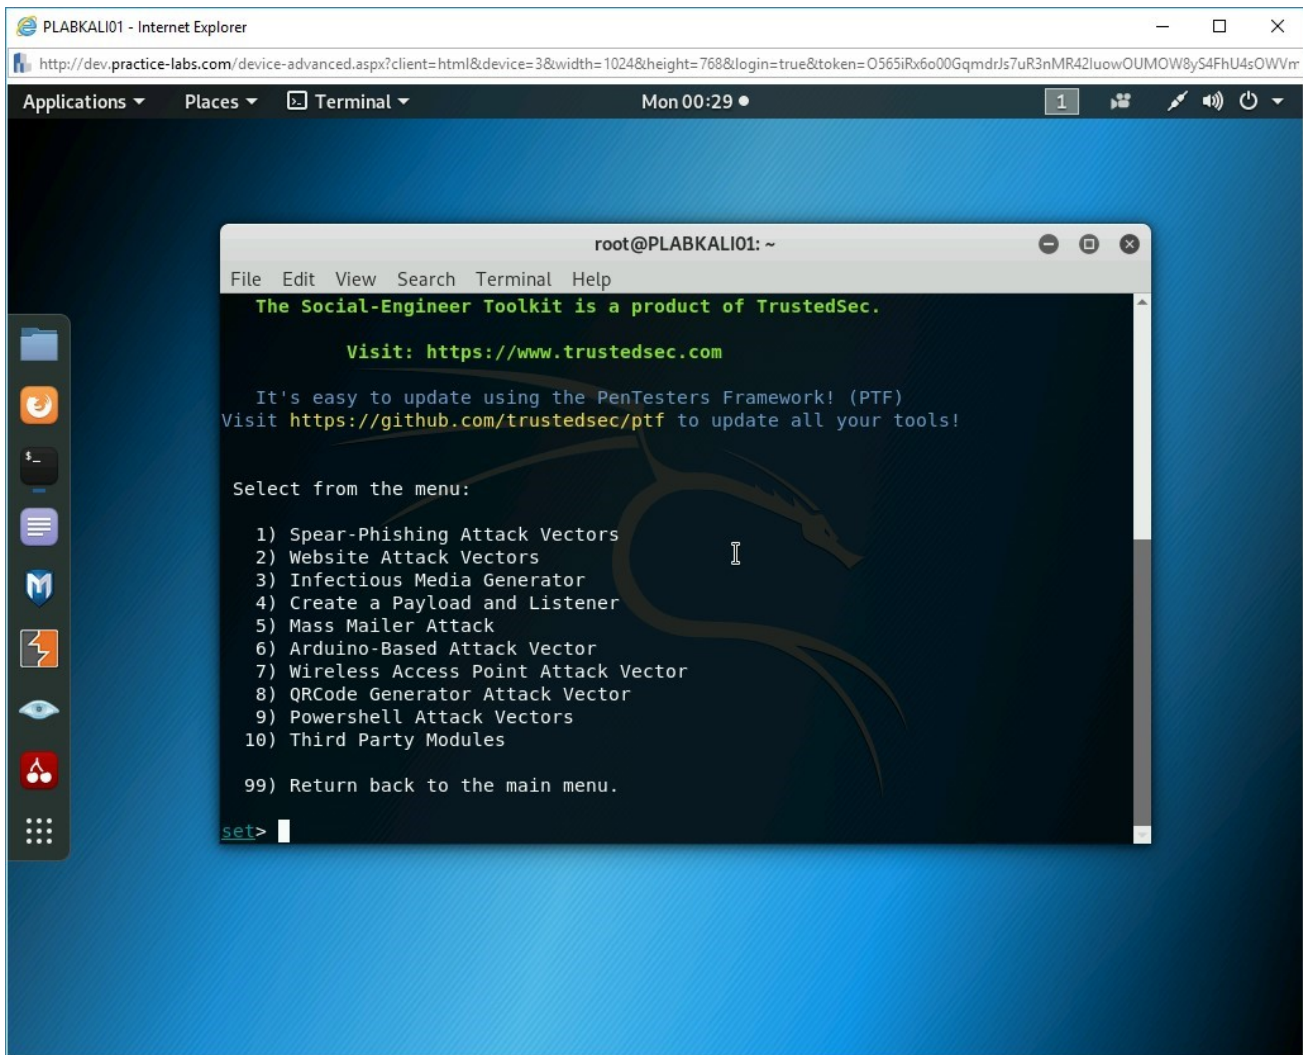 PLABKALI01 - Internet Explorer
http://dev.practice-labs.com/device-advanced.aspx?client=html&device=3&width=1024&height=768&login=true&token=O565iRx6o00GqmdrJs7uR3nMR42IuowOUMOW8yS4FhU4sOWVm
Applications Places Terminal Mon 00:29 1
root@PLABKALI01: ~
File Edit View Search Terminal Help
The Social-Engineer Toolkit is a product of TrustedSec.
Visit: https://www.trustedsec.com
It's easy to update using the PenTesters Framework! (PTF)
Visit https://github.com/trustedsec/ptf to update all your tools!
Select from the menu:
1) Spear-Phishing Attack Vectors
2) Website Attack Vectors
3) Infectious Media Generator
4) Create a Payload and Listener
5) Mass Mailer Attack
6) Arduino-Based Attack Vector
7) Wireless Access Point Attack Vector
8) QRCode Generator Attack Vector
9) Powershell Attack Vectors
10) Third Party Modules
99) Return back to the main menu.
set>